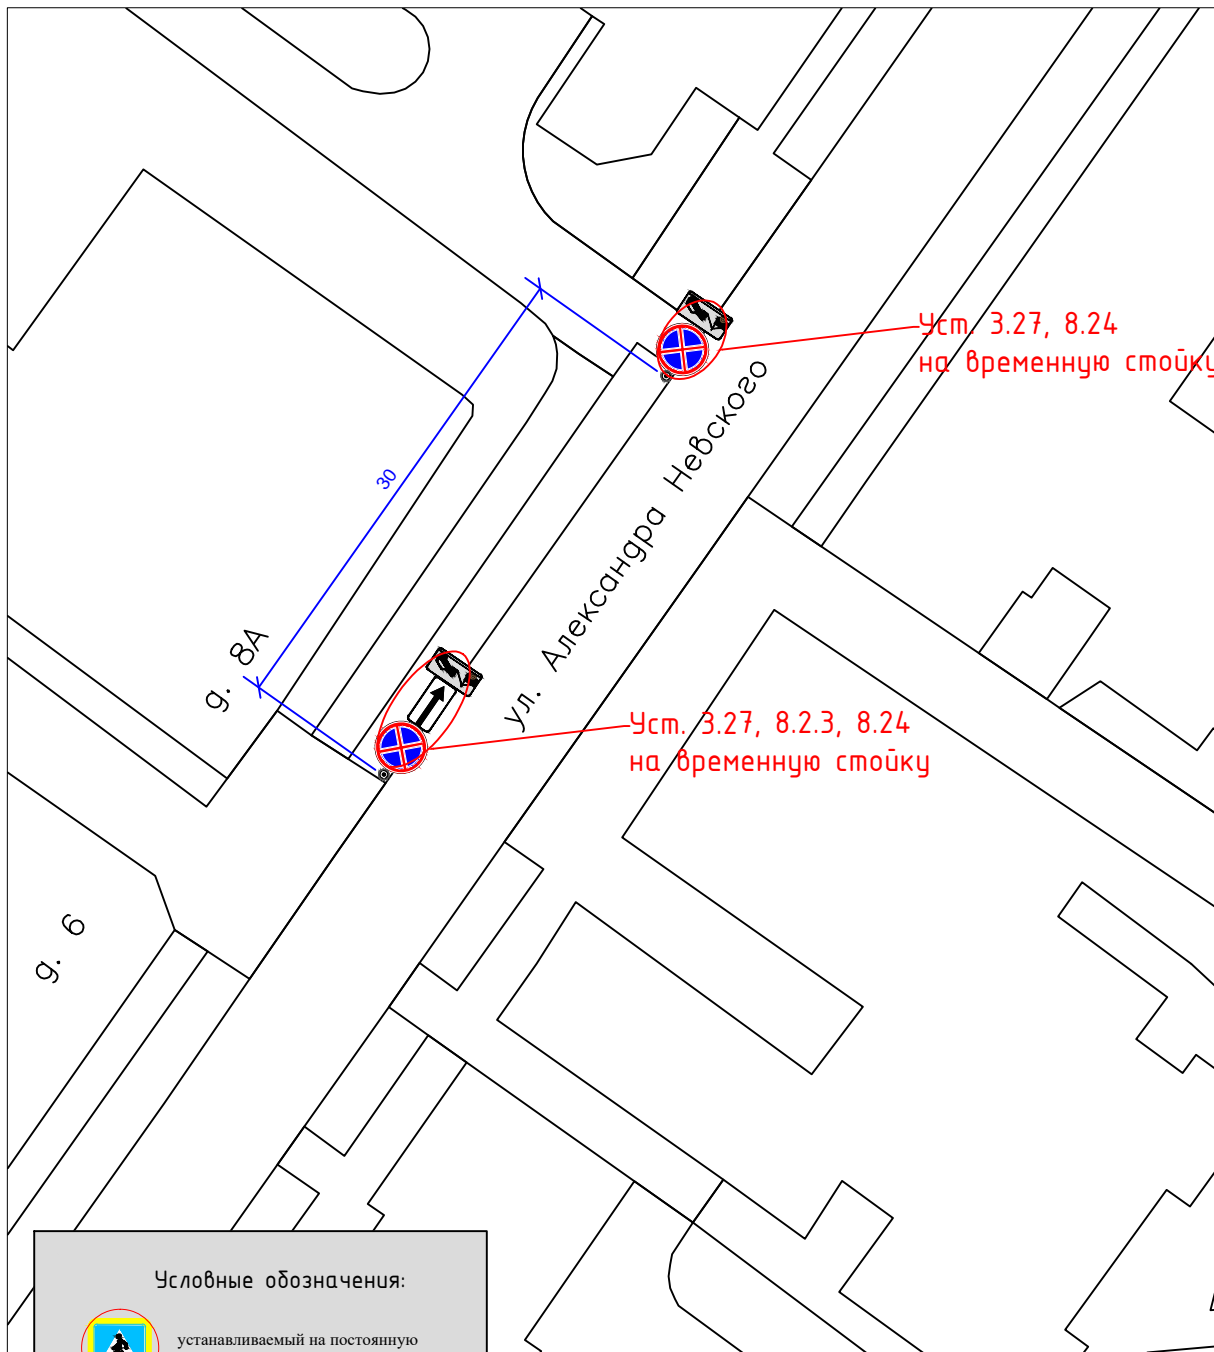 Уст. 3.27, 8.24
на временную стойку
ул. Александра Невского
30
д. 8А
Уст. 3.27, 8.2.3, 8.24
на временную стойку
д. 6
Условные обозначения:
устанавливаемый на постоянную